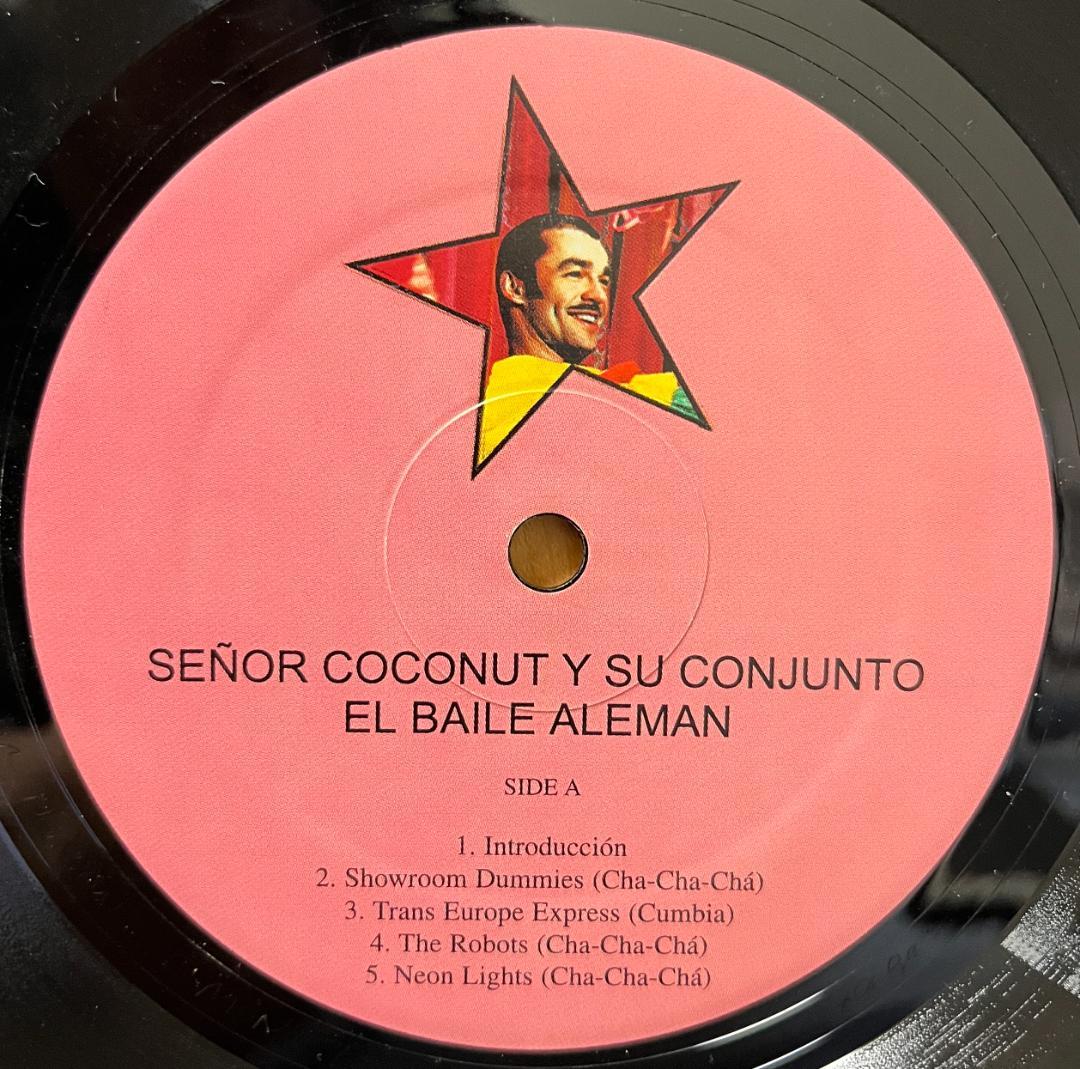 SEÑOR COCONUT Y SU CONJUNTO
EL BAILE ALEMAN
SIDE A
1. Introducción
2. Showroom Dummies (Cha-Cha-Chá)
3. Trans Europe Express (Cumbia)
4. The Robots (Cha-Cha-Chá)
5. Neon Lights (Cha-Cha-Chá)